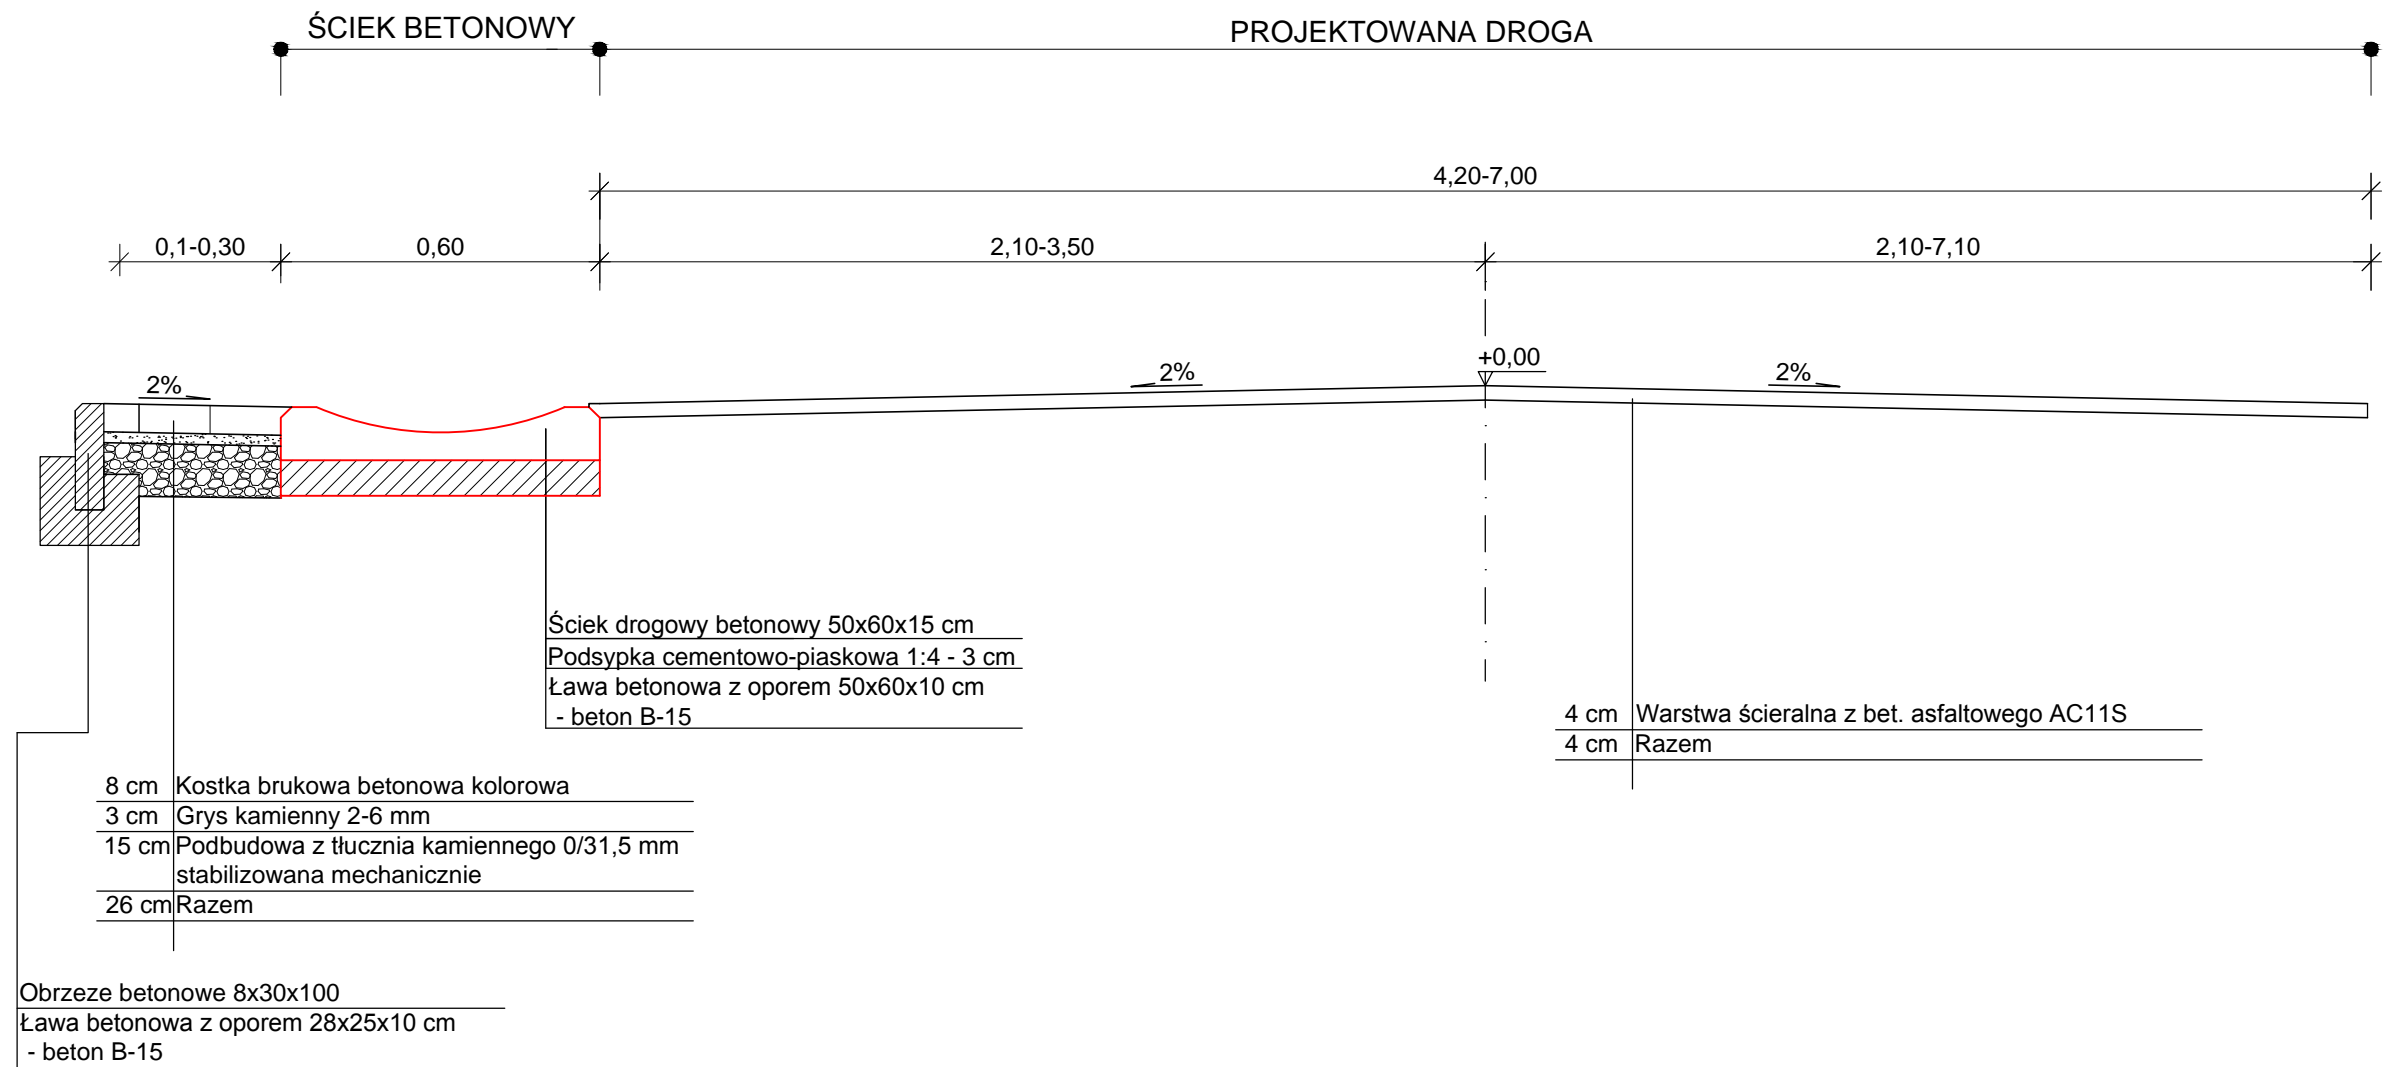 ŚCIEK BETONOWY
PROJEKTOWANA DROGA
4,20-7,00
0,1-0,30
0,60
2,10-3,50
2,10-7,10
2%
2%
+0,00
2%
Ściek drogowy betonowy 50x60x15 cm
Podsypka cementowo-piaskowa 1:4 - 3 cm
Ława betonowa z oporem 50x60x10 cm
- beton B-15
4 cm Warstwa ścieralna z bet. asfaltowego AC11S
4 cm Razem
8 cm Kostka brukowa betonowa kolorowa
3 cm Grys kamienny 2-6 mm
15 cm Podbudowa z tłucznia kamiennego 0/31,5 mm
stabilizowana mechanicznie
26 cm Razem
Obrzeze betonowe 8x30x100
Ława betonowa z oporem 28x25x10 cm
- beton B-15